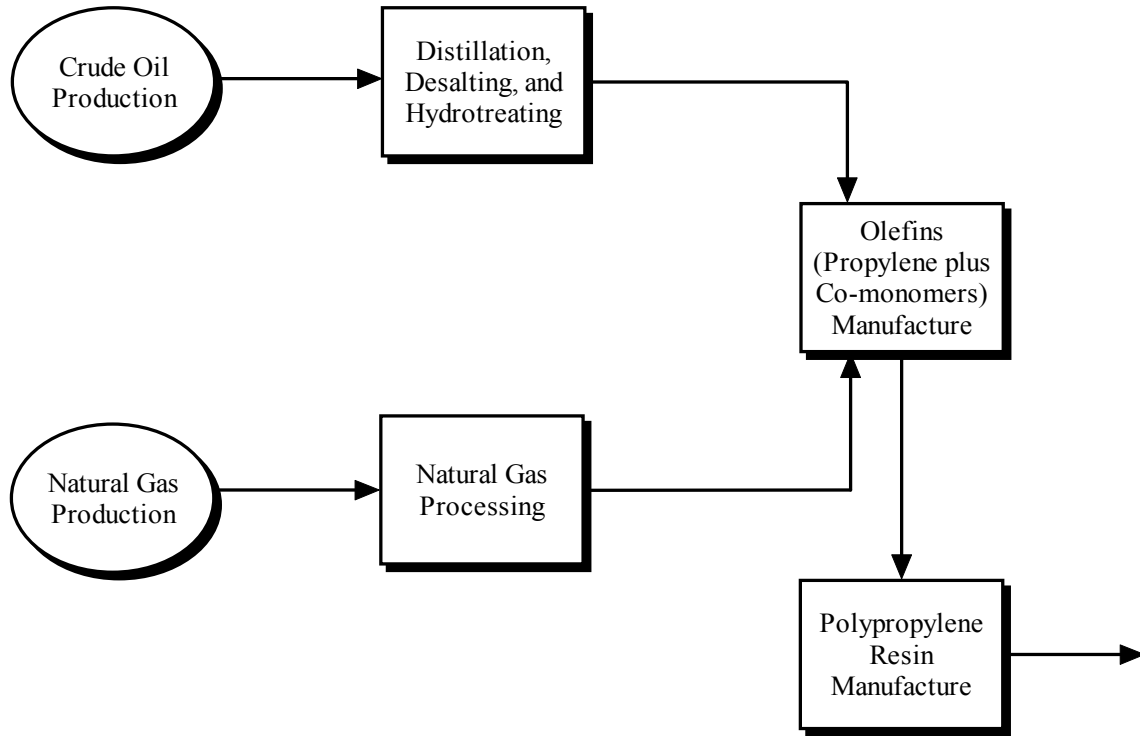 Crude Oil
Production
Distillation,
Desalting, and
Hydrotreating
Olefins
(Propylene plus
Co-monomers)
Manufacture
Natural Gas
Production
Natural Gas
Processing
Polypropylene
Resin
Manufacture